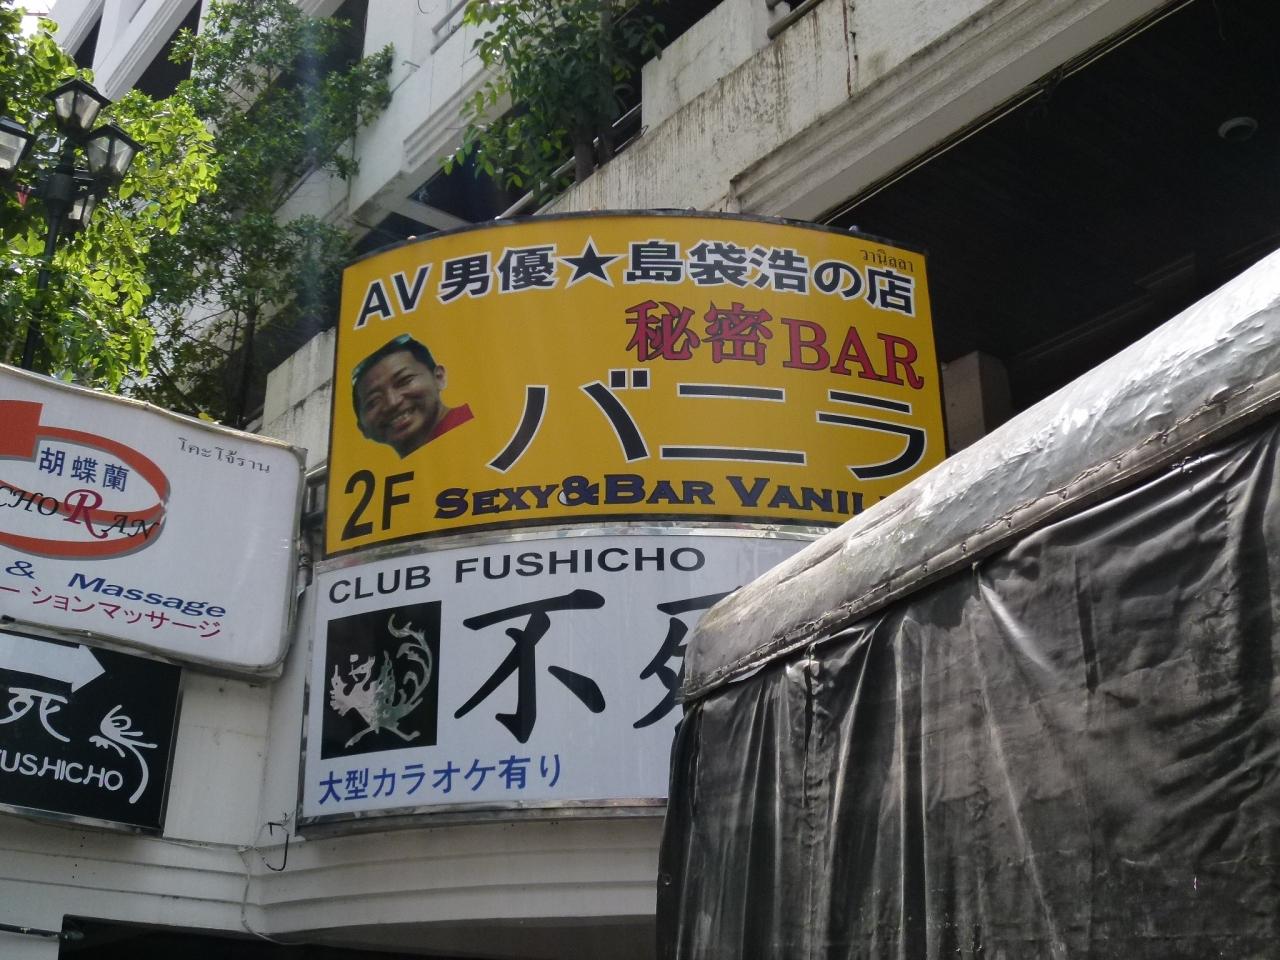 วานิลลา
AV男優★島袋浩の店
秘密BAR
バニラ
2F SEXY&BAR VANIL
CLUB FUSHICHO
不死
大型カラオケ有り
โคะโจ้ราน
胡蝶蘭
CHORAN
& Massage
ーションマッサージ
死鳥
FUSHICHO